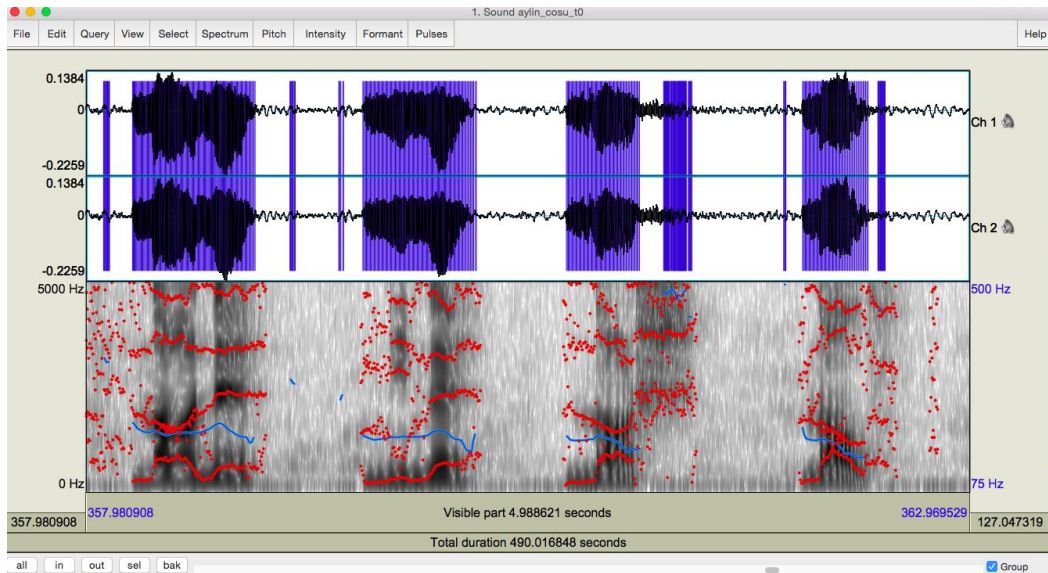 1. Sound aylin_cosu_t0
File Edit Query View Select Spectrum Pitch Intensity Formant Pulses Help
0.1384
0
-0.2259
Ch 1
0.1384
0
-0.2259
Ch 2
5000 Hz 500 Hz
0 Hz 75 Hz
357.980908 357.980908 Visible part 4.988621 seconds 362.969529 127.047319
Total duration 490.016848 seconds
all in out sel bak Group